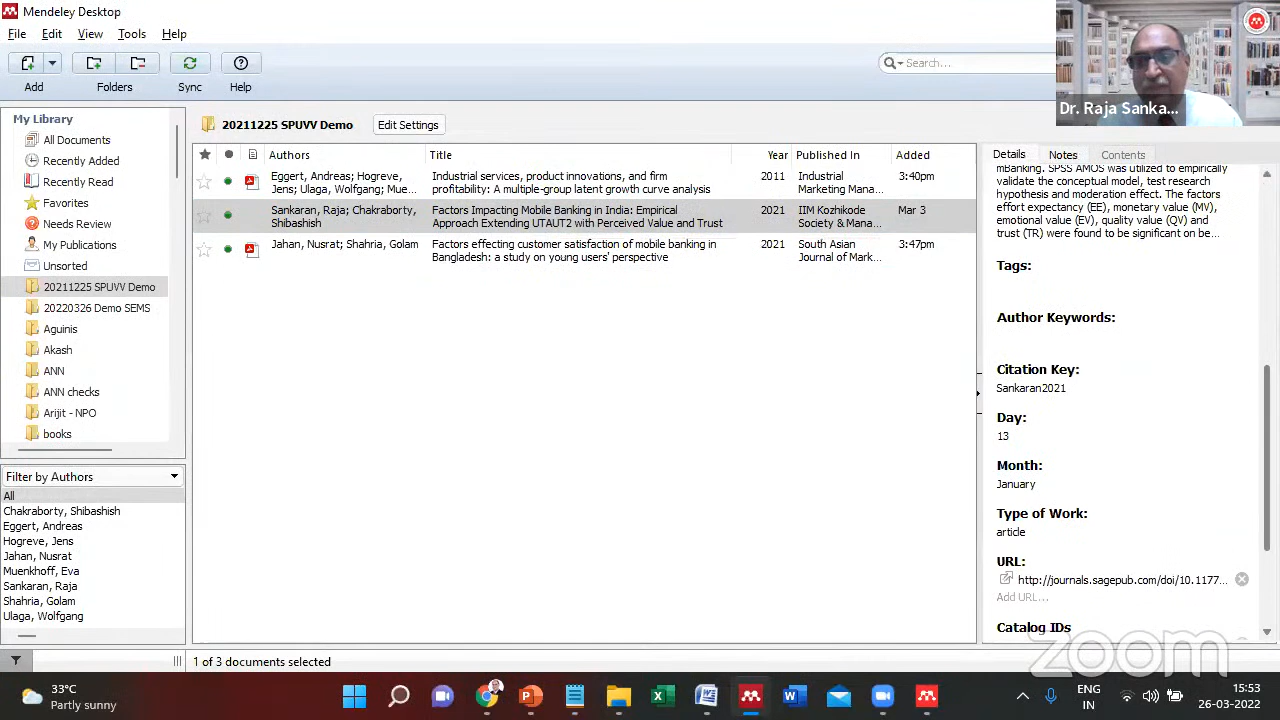 Mendeley Desktop
File Edit View Tools Help
Add Folders Sync Help
Search...
Dr. Raja Sanka...
My Library
All Documents
Recently Added
Recently Read
Favorites
Needs Review
My Publications
Unsorted
20211225 SPUVV Demo
20220326 Demo SEMS
Aguinis
Akash
ANN
ANN checks
Arijit - NPO
books
Filter by Authors
All
Chakraborty, Shibashish
Eggert, Andreas
Hogreve, Jens
Jahan, Nusrat
Muenkhoff, Eva
Sankaran, Raja
Shahria, Golam
Ulaga, Wolfgang
20211225 SPUVV Demo Edit Settings
Authors Title Year Published In Added
Eggert, Andreas; Hogreve, Industrial services, product innovations, and firm 2011 Industrial 3:40pm
Jens; Ulaga, Wolfgang; Mue... profitability: A multiple-group latent growth curve analysis Marketing Mana...
Sankaran, Raja; Chakraborty, Factors Impacting Mobile Banking in India: Empirical 2021 IIM Kozhikode Mar 3
Shibashish Approach Extending UTAUT2 with Perceived Value and Trust Society & Mana...
Jahan, Nusrat; Shahria, Golam Factors effecting customer satisfaction of mobile banking in 2021 South Asian 3:47pm
Bangladesh: a study on young users' perspective Journal of Mark...
Details Notes Contents
mBanking. SPSS AMOS was utilized to empirically
validate the conceptual model, test research
hypothesis and moderation effect. The factors
effort expectancy (EE), monetary value (MV),
emotional value (EV), quality value (QV) and
trust (TR) were found to be significant on be...
Tags:
Author Keywords:
Citation Key:
Sankaran2021
Day:
13
Month:
January
Type of Work:
article
URL:
http://journals.sagepub.com/doi/10.1177...
Add URL...
Catalog IDs
zoom
1 of 3 documents selected
33°C
Partly sunny
ENG
IN
15:53
26-03-2022